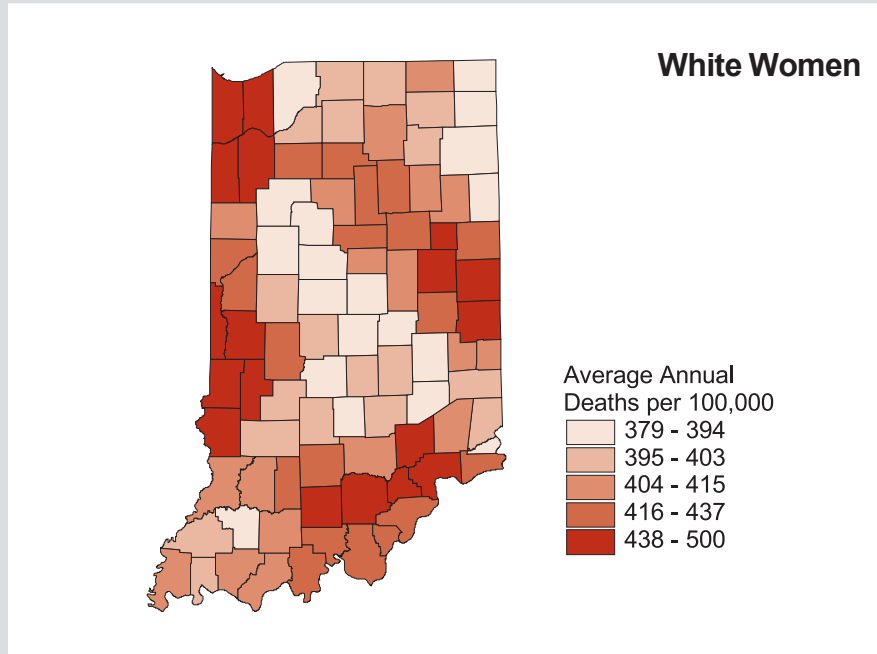 White Women
Average Annual
Deaths per 100,000
379 - 394
395 - 403
404 - 415
416 - 437
438 - 500